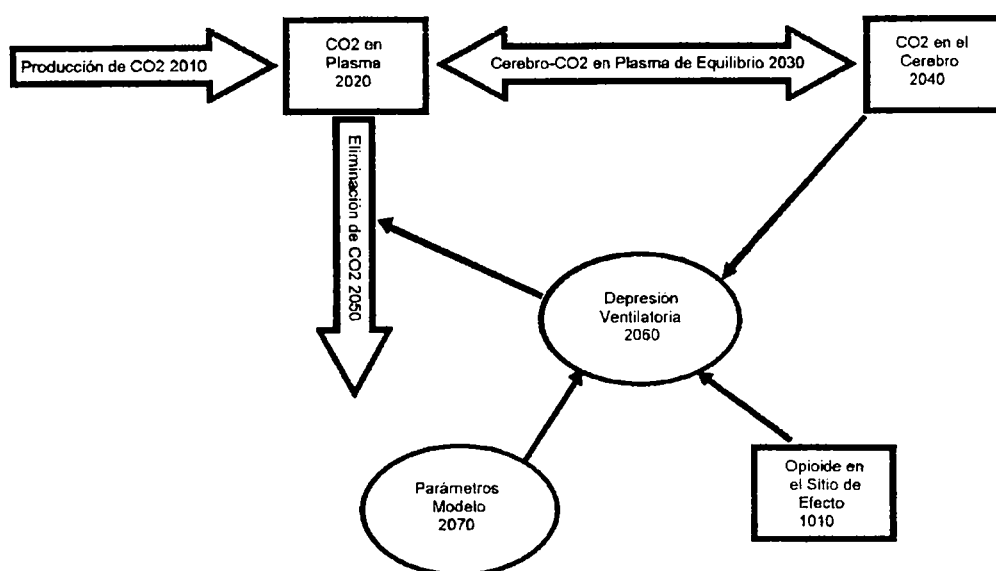 Producción de CO2 2010
CO2 en
Plasma
2020
Cerebro-CO2 en Plasma de Equilibrio 2030
CO2 en el
Cerebro
2040
Eliminación de CO2 2050
Depresión
Ventilatoria
2060
Parámetros
Modelo
2070
Opioide en
el Sitio de
Efecto
1010